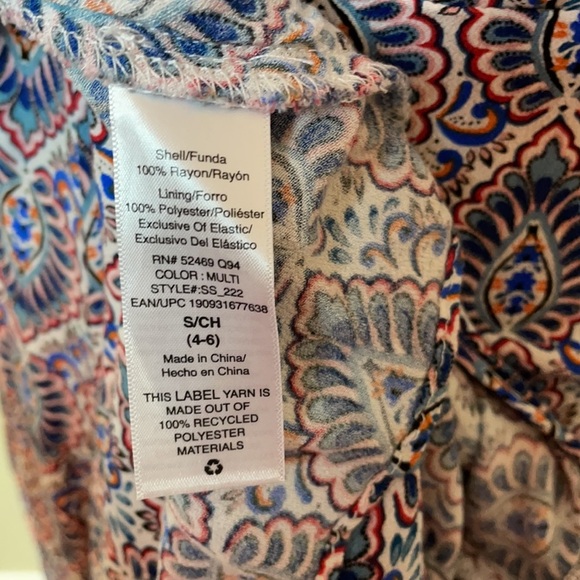 Shell/Funda
100% Rayon/Rayón
Lining/Forro
100% Polyester/Poliéster
Exclusive Of Elastic/
Exclusivo Del Elástico
RN# 52469 Q94
COLOR : MULTI
STYLE#:SS_222
EAN/UPC 190931677638
S/CH
(4-6)
Made in China/
Hecho en China
THIS LABEL YARN IS
MADE OUT OF
100% RECYCLED
POLYESTER
MATERIALS